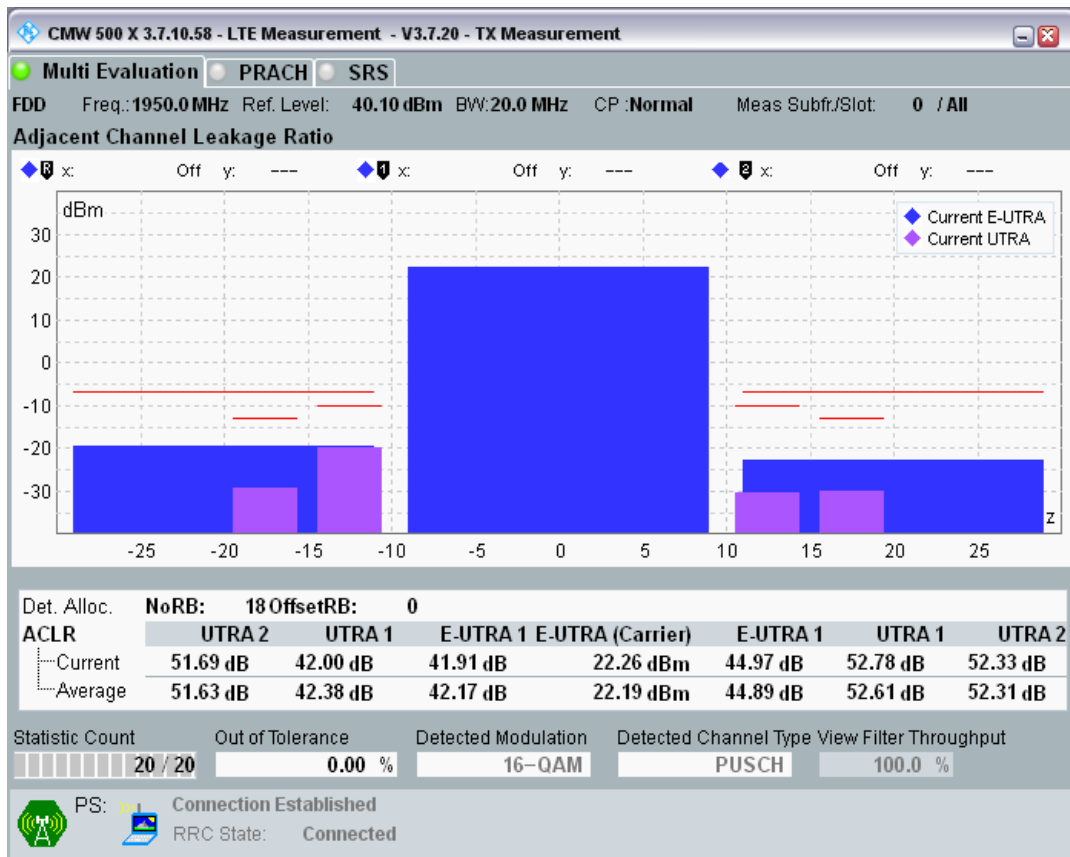 CMW 500 X 3.7.10.58 - LTE Measurement - V3.7.20 - TX Measurement
Multi Evaluation PRACH SRS
FDD Freq.: 1950.0 MHz Ref. Level: 40.10 dBm BW: 20.0 MHz CP : Normal Meas Subfr./Slot: 0 / All
Adjacent Channel Leakage Ratio
R x: Off y: --- 1 x: Off y: --- 2 x: Off y: ---
dBm
Current E-UTRA
Current UTRA
30
20
10
0
-10
-20
-30
z
-25 -20 -15 -10 -5 0 5 10 15 20 25
Det. Alloc. NoRB: 18 OffsetRB: 0
ACLR UTRA 2 UTRA 1 E-UTRA 1 E-UTRA (Carrier) E-UTRA 1 UTRA 1 UTRA 2
Current 51.69 dB 42.00 dB 41.91 dB 22.26 dBm 44.97 dB 52.78 dB 52.33 dB
Average 51.63 dB 42.38 dB 42.17 dB 22.19 dBm 44.89 dB 52.61 dB 52.31 dB
Statistic Count Out of Tolerance Detected Modulation Detected Channel Type View Filter Throughput
20 / 20 0.00 % 16-QAM PUSCH 100.0 %
PS: Connection Established
RRC State: Connected